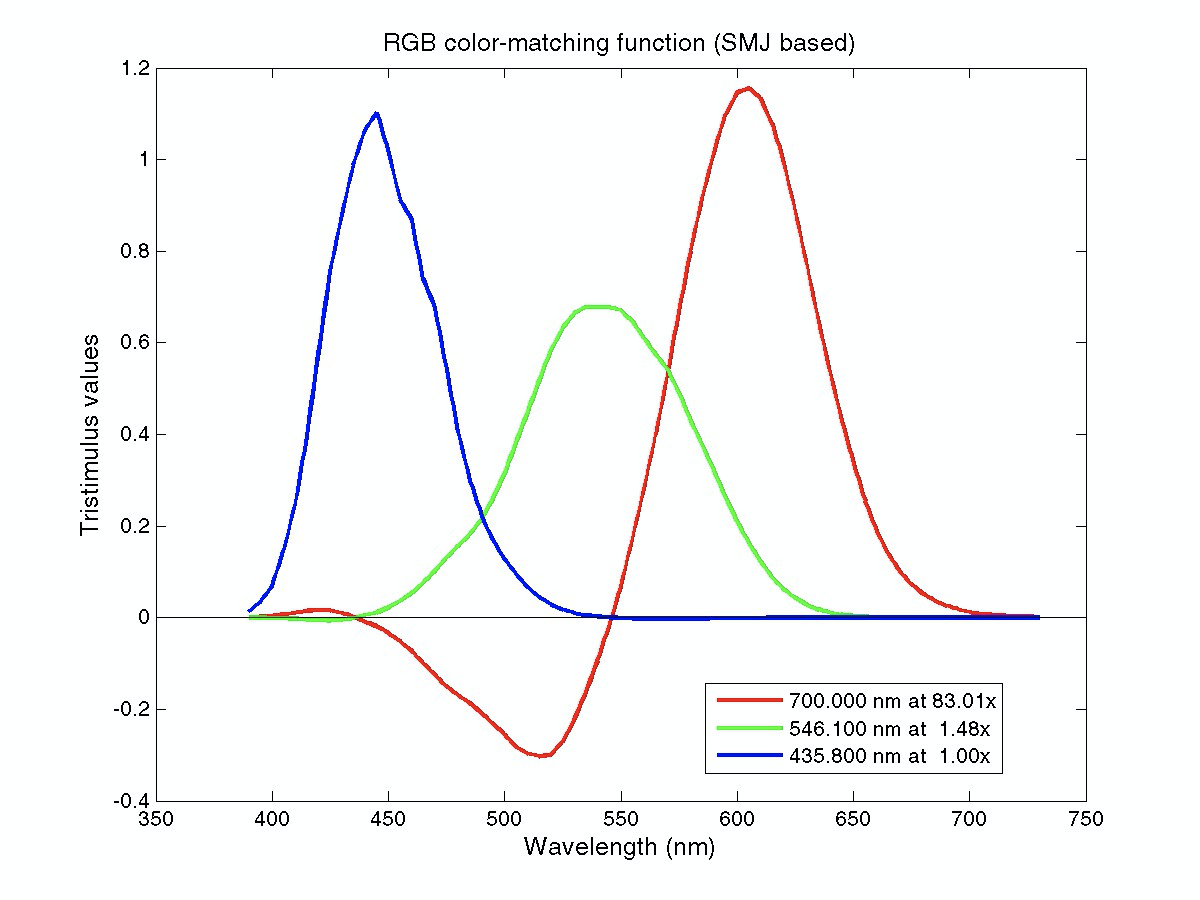 RGB color-matching function (SMJ based)
1.2
1
0.8
0.6
0.4
0.2
0
-0.2
-0.4
Tristimulus values
700.000 nm at 83.01x
546.100 nm at  1.48x
435.800 nm at  1.00x
350 400 450 500 550 600 650 700 750
Wavelength (nm)